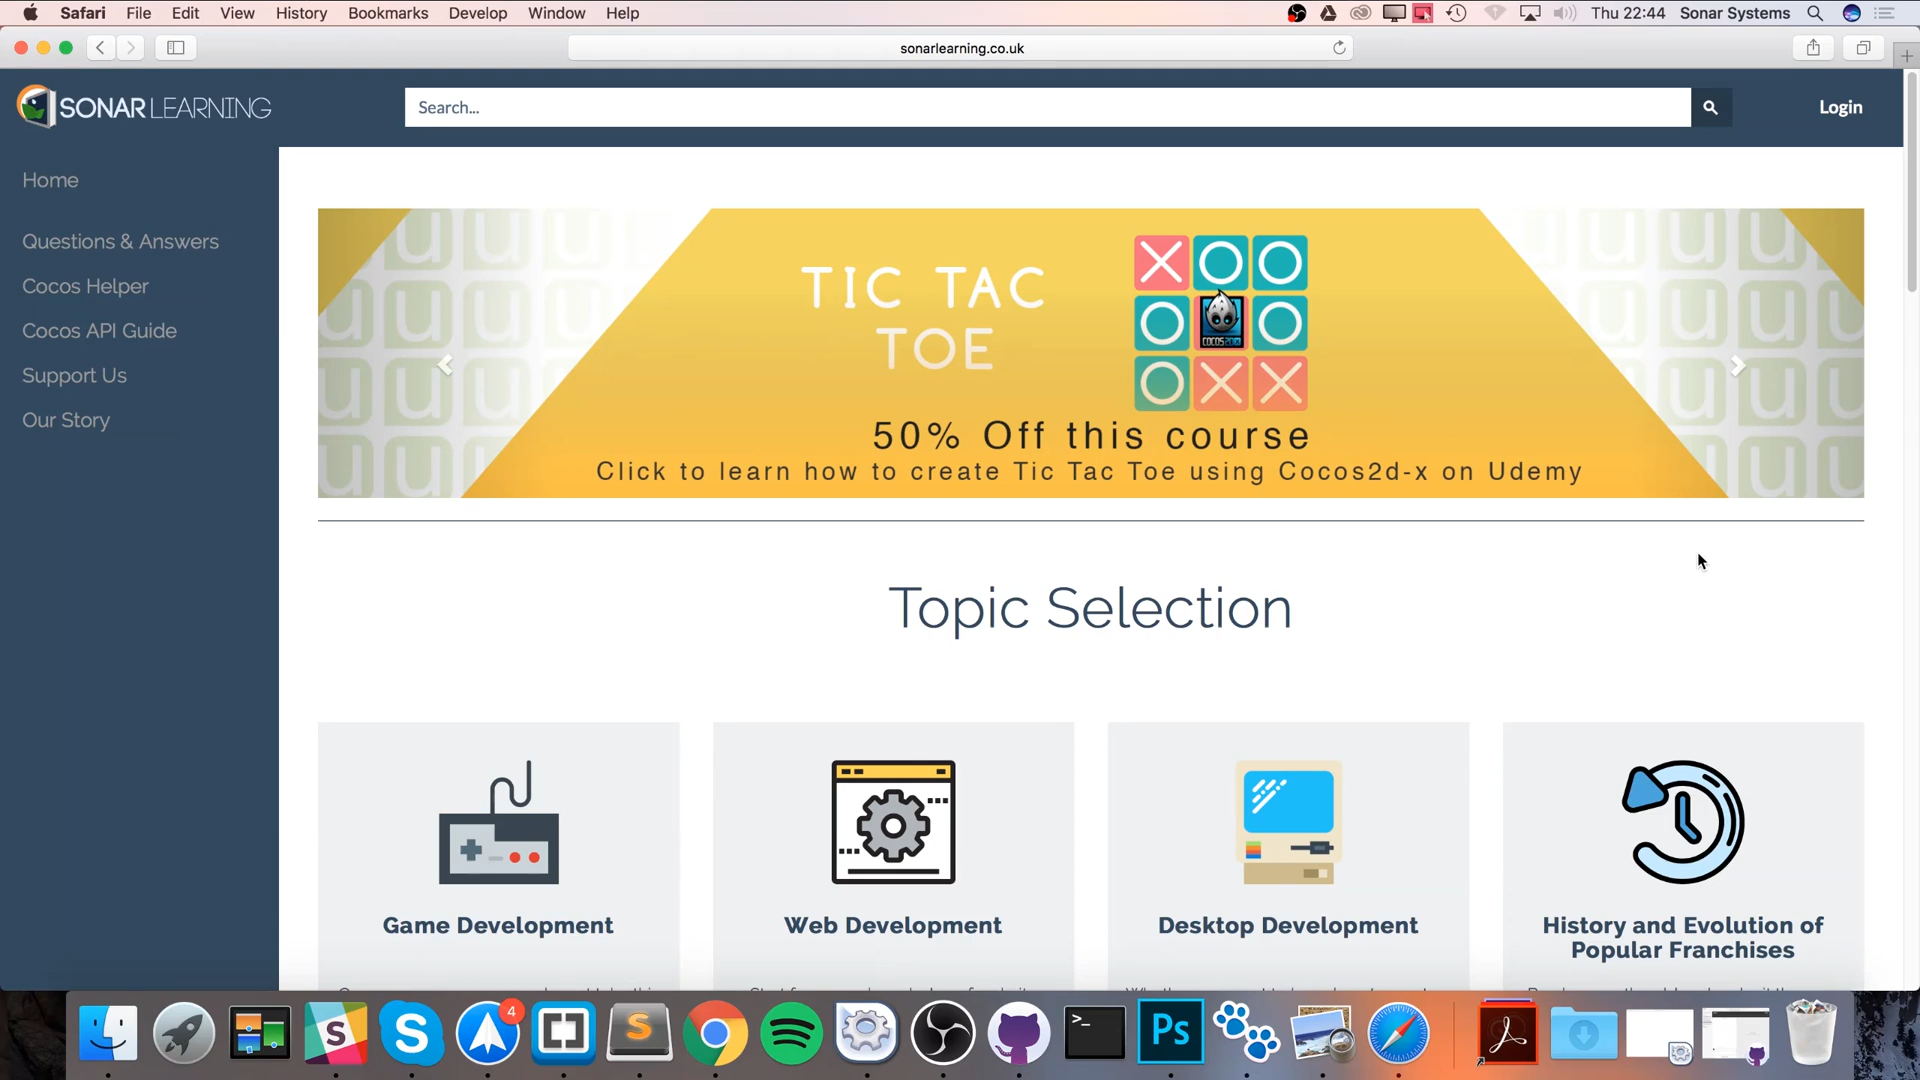 Safari File Edit View History Bookmarks Develop Window Help Thu 22:44 Sonar Systems
sonarlearning.co.uk
SONAR LEARNING
Search...
Login
Home
Questions & Answers
Cocos Helper
Cocos API Guide
Support Us
Our Story
TIC TAC
TOE
COCOS2D-X
50% Off this course
Click to learn how to create Tic Tac Toe using Cocos2d-x on Udemy
Topic Selection
Game Development
Web Development
Desktop Development
History and Evolution of
Popular Franchises
4
S
S
S
>_
Ps